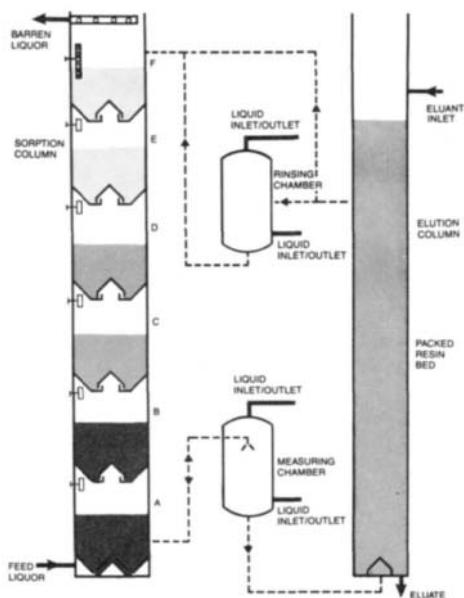 BARREN
LIQUOR
F
SORPTION
COLUMN
E
D
C
B
A
FEED
LIQUOR
LIQUID
INLET/OUTLET
RINSING
CHAMBER
LIQUID
INLET/OUTLET
LIQUID
INLET/OUTLET
MEASURING
CHAMBER
LIQUID
INLET/OUTLET
ELUANT
INLET
ELUTION
COLUMN
PACKED
RESIN
BED
ELUATE